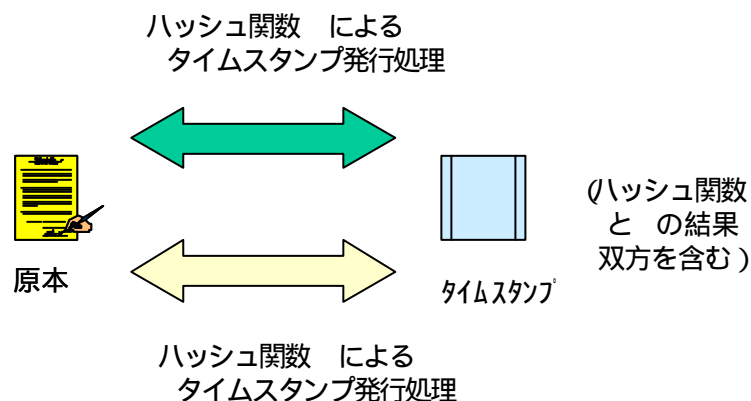 ハッシュ関数　による
タイムスタンプ発行処理
原本
タイムスタンプ
(ハッシュ関数
と　の結果
双方を含む)
ハッシュ関数　による
タイムスタンプ発行処理